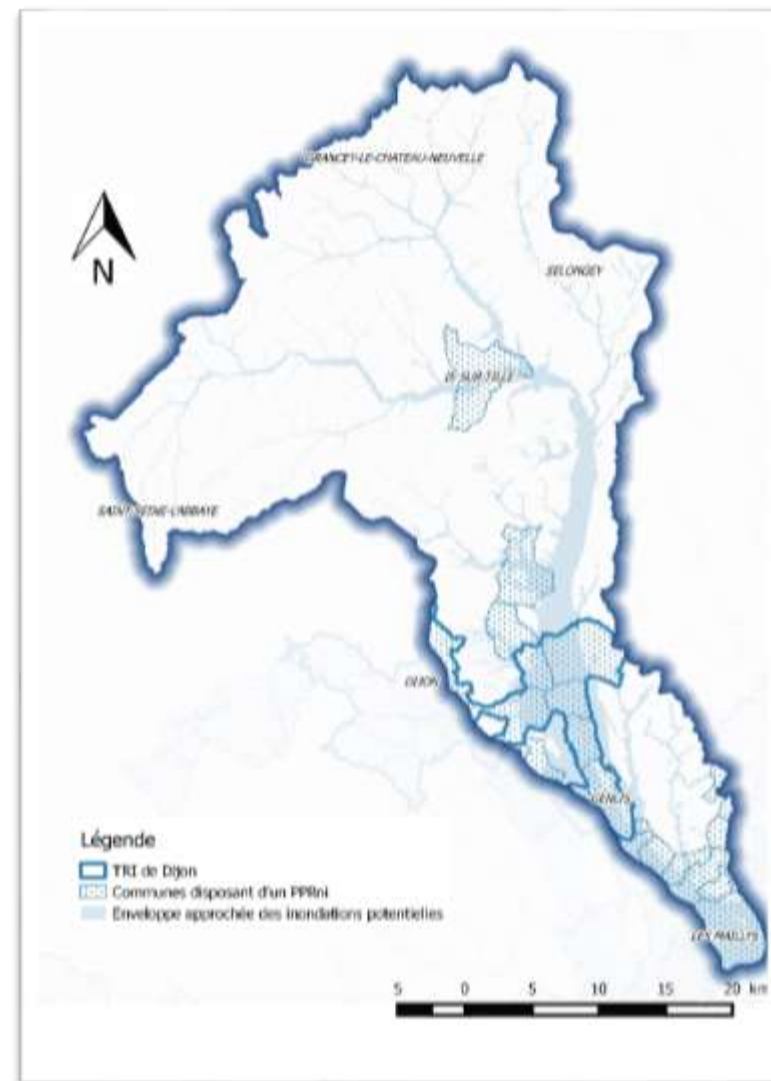 GRANCEY-LE-CHATEAU-NEUVELLE
N
SELONGEY
IS-SUR-TILLE
SAINT-SEINE-L'ABBAYE
DIJON
GENLIS
LES MAILLYS
Légende
TRI de Dijon
Communes disposant d'un PPRni
Enveloppe approchée des inondations potentielles
5 0 5 10 15 20 km